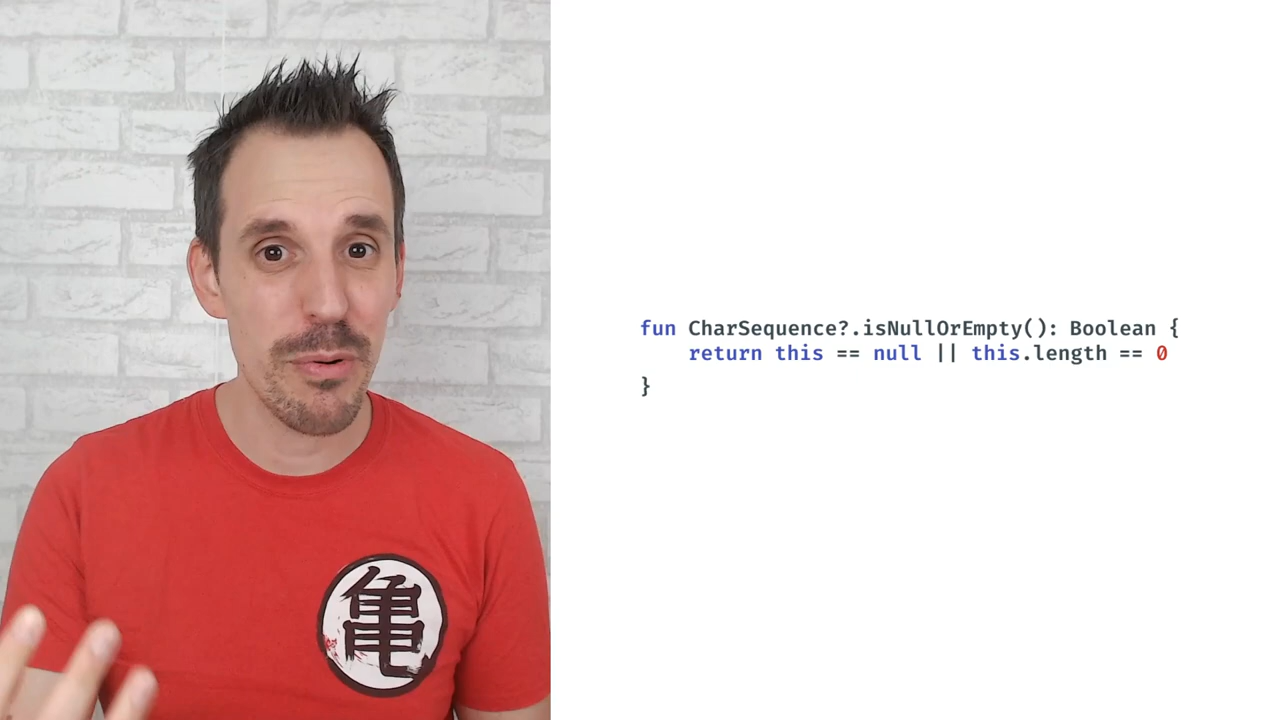 fun CharSequence?.isNullOrEmpty(): Boolean {
    return this == null || this.length == 0
}
亀